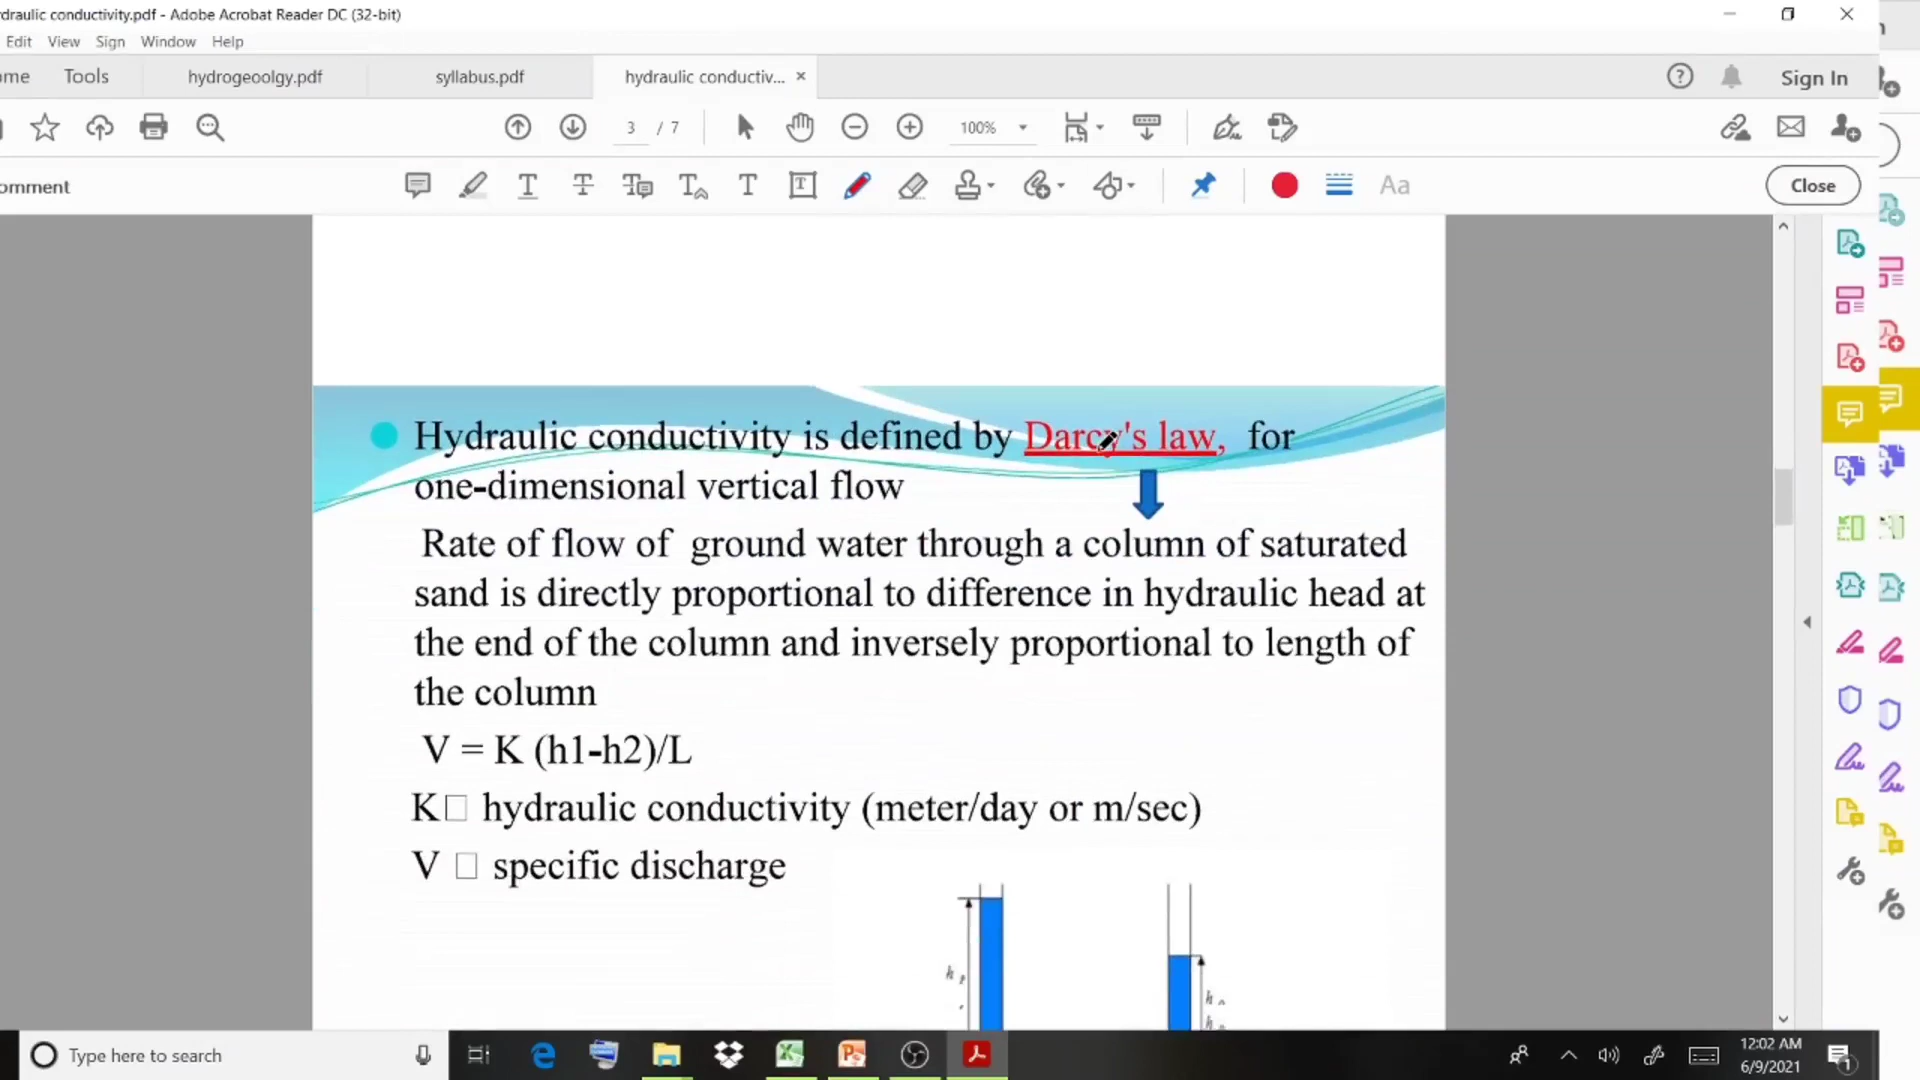 draulic conductivity.pdf - Adobe Acrobat Reader DC (32-bit)
Edit View Sign Window Help
ome Tools hydrogeoolgy.pdf syllabus.pdf hydraulic conductiv... × Sign In
3 / 7 100%
omment Aa Close
Hydraulic conductivity is defined by Darcy's law, for
one-dimensional vertical flow
Rate of flow of ground water through a column of saturated
sand is directly proportional to difference in hydraulic head at
the end of the column and inversely proportional to length of
the column
V = K (h1-h2)/L
K□ hydraulic conductivity (meter/day or m/sec)
V □ specific discharge
h
h
h
Type here to search
12:02 AM
6/9/2021
1